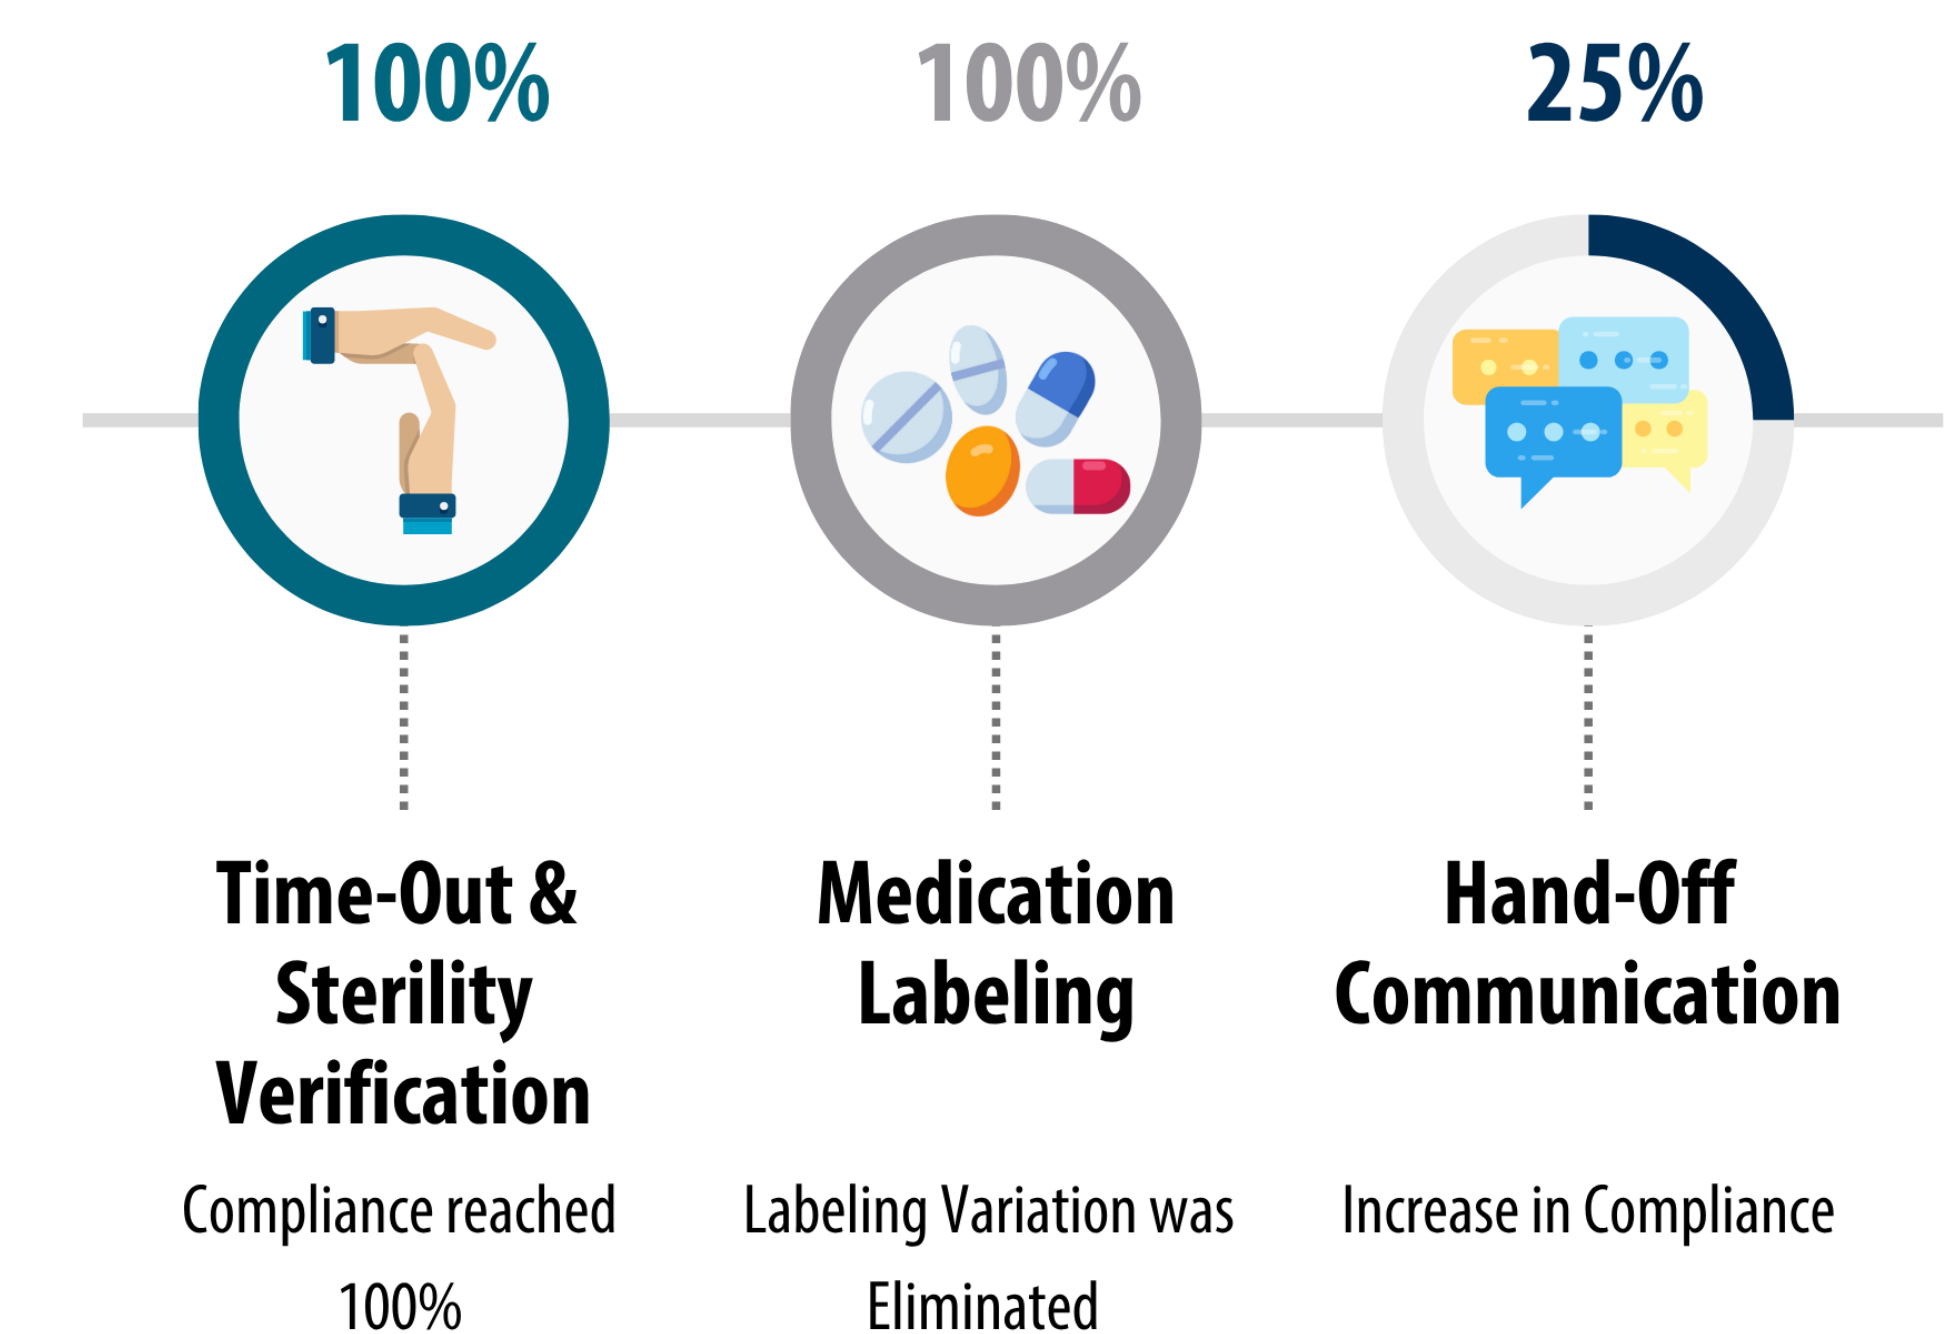 100%
100%
25%
Time-Out &
Sterility
Verification
Compliance reached
100%
Medication
Labeling
Labeling Variation was
Eliminated
Hand-Off
Communication
Increase in Compliance